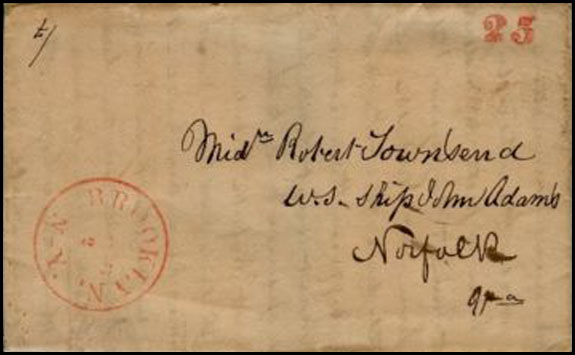 25
Midn Robert Townsend
U.S. Ship John Adams
Norfolk
Va
BROOKLYN N.Y.